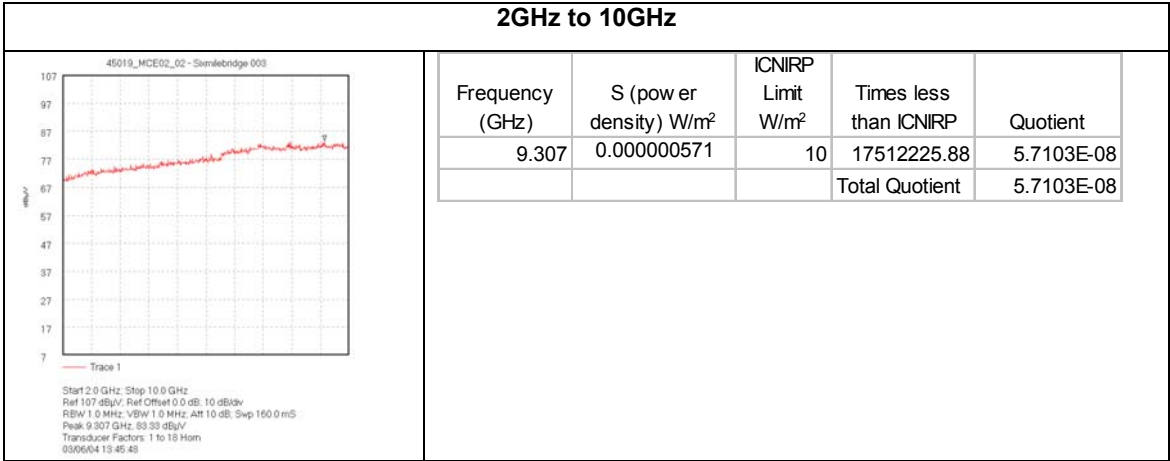 2GHz to 10GHz
45019_MCE02_02 - Sixmilebridge 003
107
97
87
77
67
57
47
37
27
17
7
dBµV
Trace 1
Start 2.0 GHz; Stop 10.0 GHz
Ref 107 dBµV; Ref Offset 0.0 dB; 10 dB/div
RBW 1.0 MHz; VBW 1.0 MHz; Att 10 dB; Swp 160.0 mS
Peak 9.307 GHz, 83.33 dBµV
Transducer Factors: 1 to 18 Horn
03/06/04 13:45:48
Frequency (GHz) S (pow er density) W/m² ICNIRP Limit W/m² Times less than ICNIRP Quotient
9.307 0.000000571 10 17512225.88 5.7103E-08
Total Quotient 5.7103E-08